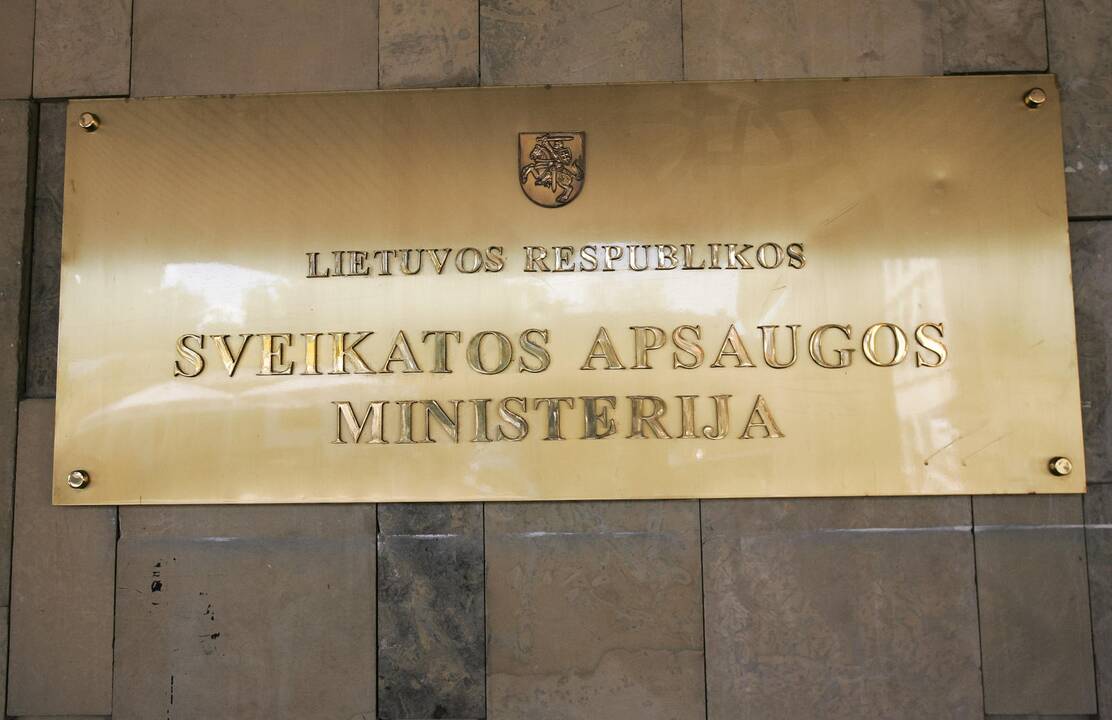 LIETUVOS RESPUBLIKOS
SVEIKATOS APSAUGOS
MINISTERIJA